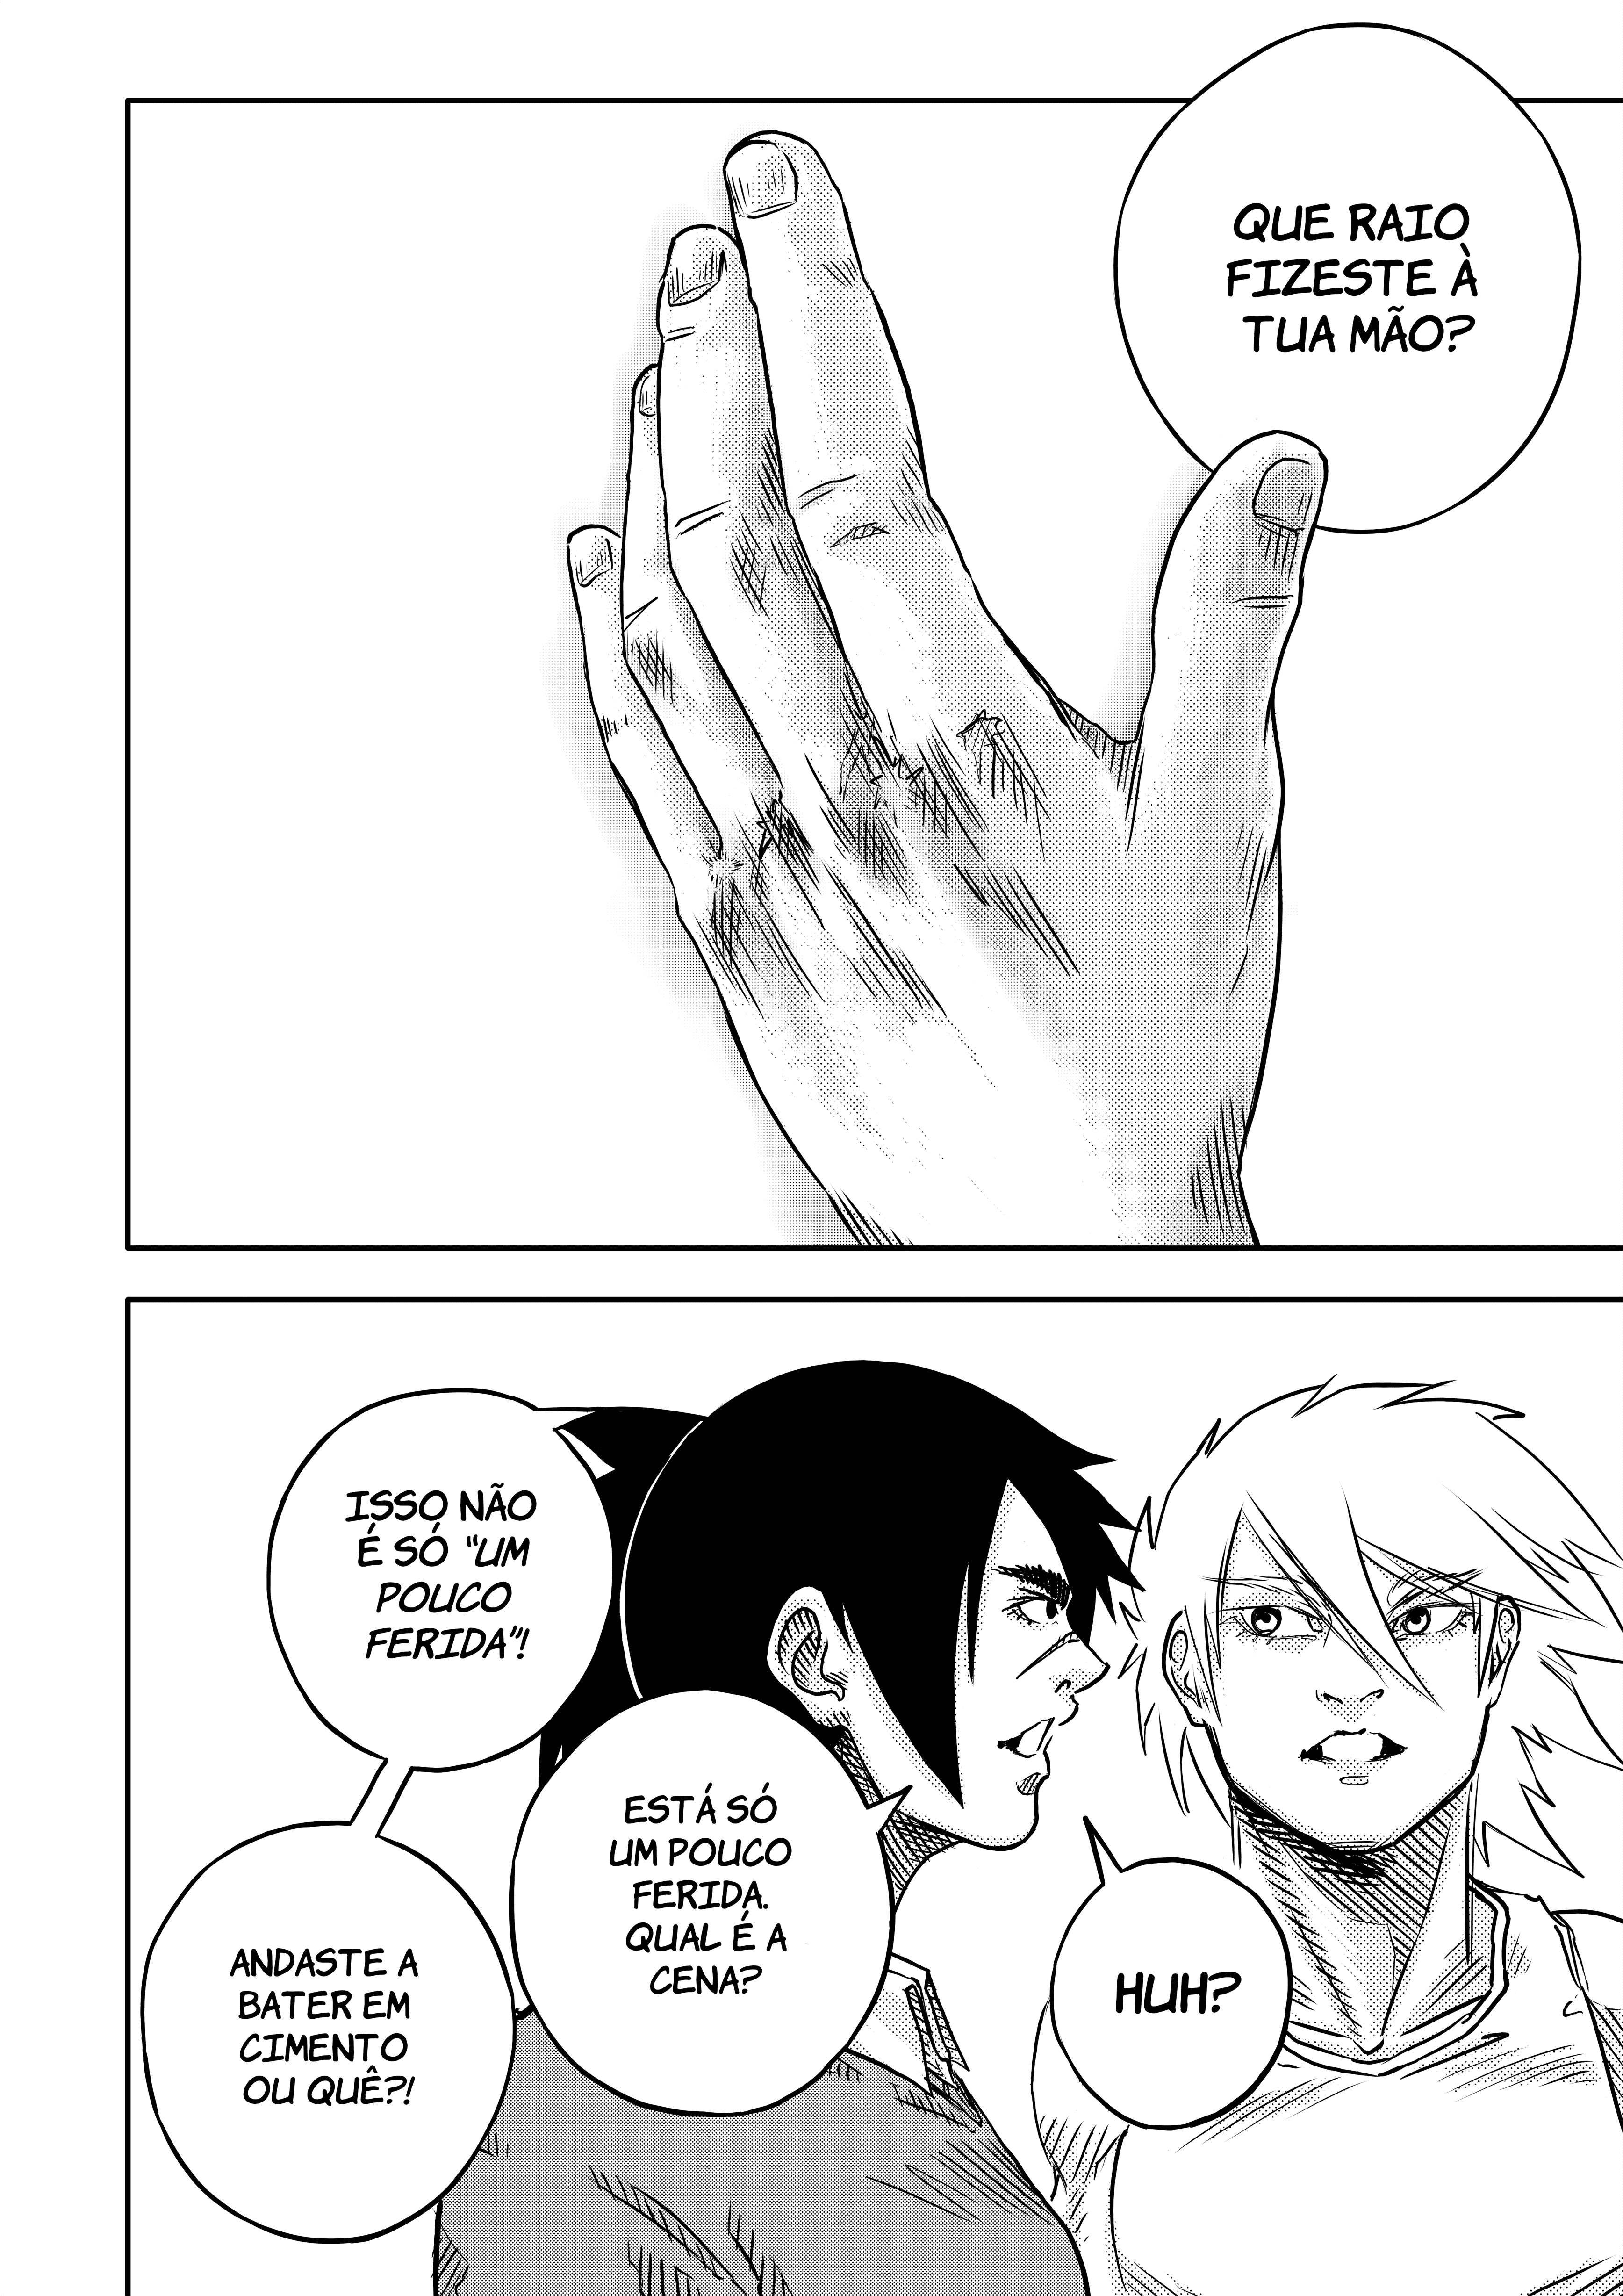 QUE RAIO
FIZESTE À
TUA MÃO?
HUH?
ESTÁ SÓ
UM POUCO
FERIDA.
QUAL É A
CENA?
ISSO NÃO
É SÓ "UM
POUCO
FERIDA"!
ANDASTE A
BATER EM
CIMENTO
OU QUÊ?!